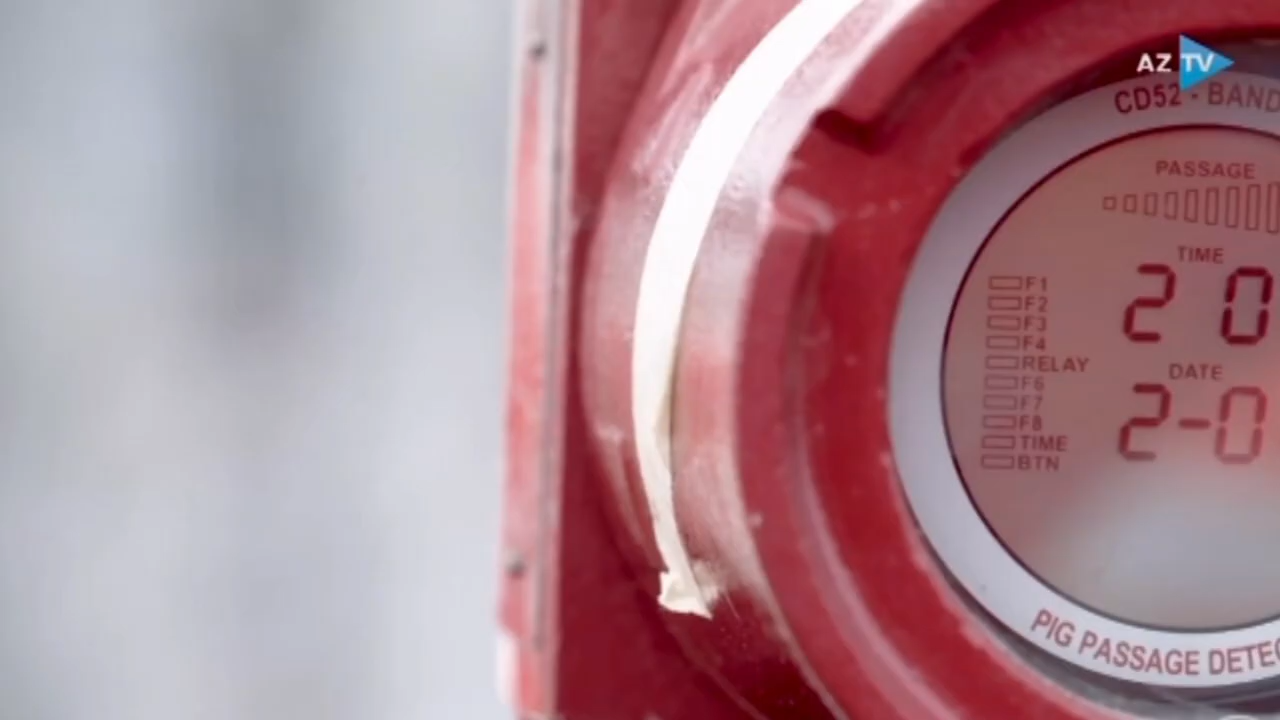 AZ TV
CD52 - BAND
PASSAGE
TIME
2 0
F1
F2
F3
F4
RELAY
F6
F7
F8
TIME
BTN
DATE
2-0
PIG PASSAGE DETEC